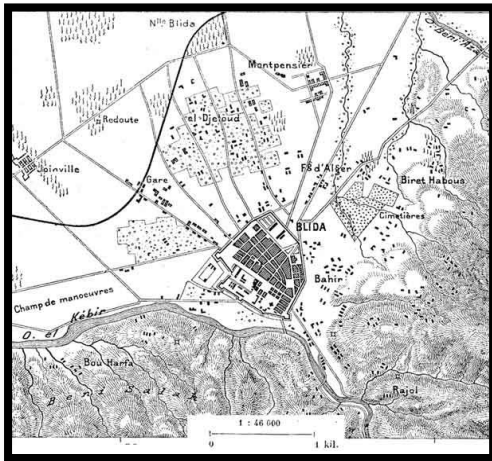 Nlle Blida
O. Beni Aza
Montpensier
Redoute
el Djeloud
Joinville
Gare
Fg d'Alger
Biret Habous
Cimetières
BLIDA
Bahir
Champ de manoeuvres
O. el Kébir
Bou Harfa
Beni Salah
Rajol
1 : 46 000
0 1 kil.